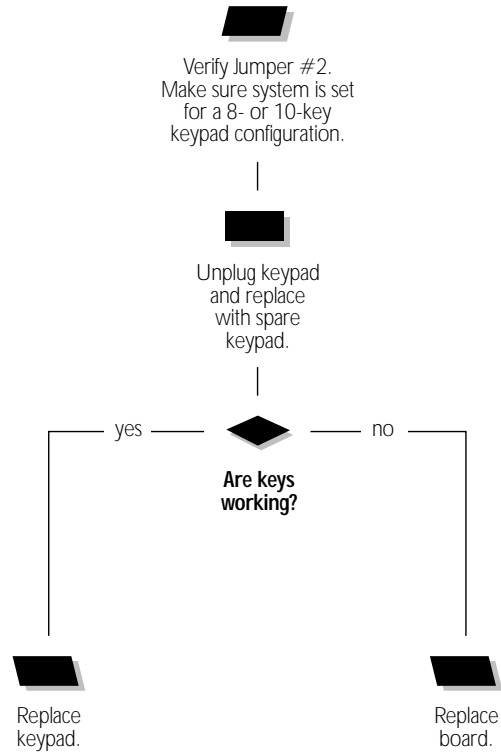 Verify Jumper #2.
Make sure system is set
for a 8- or 10-key
keypad configuration.
Unplug keypad
and replace
with spare
keypad.
yes
no
Are keys
working?
Replace
keypad.
Replace
board.